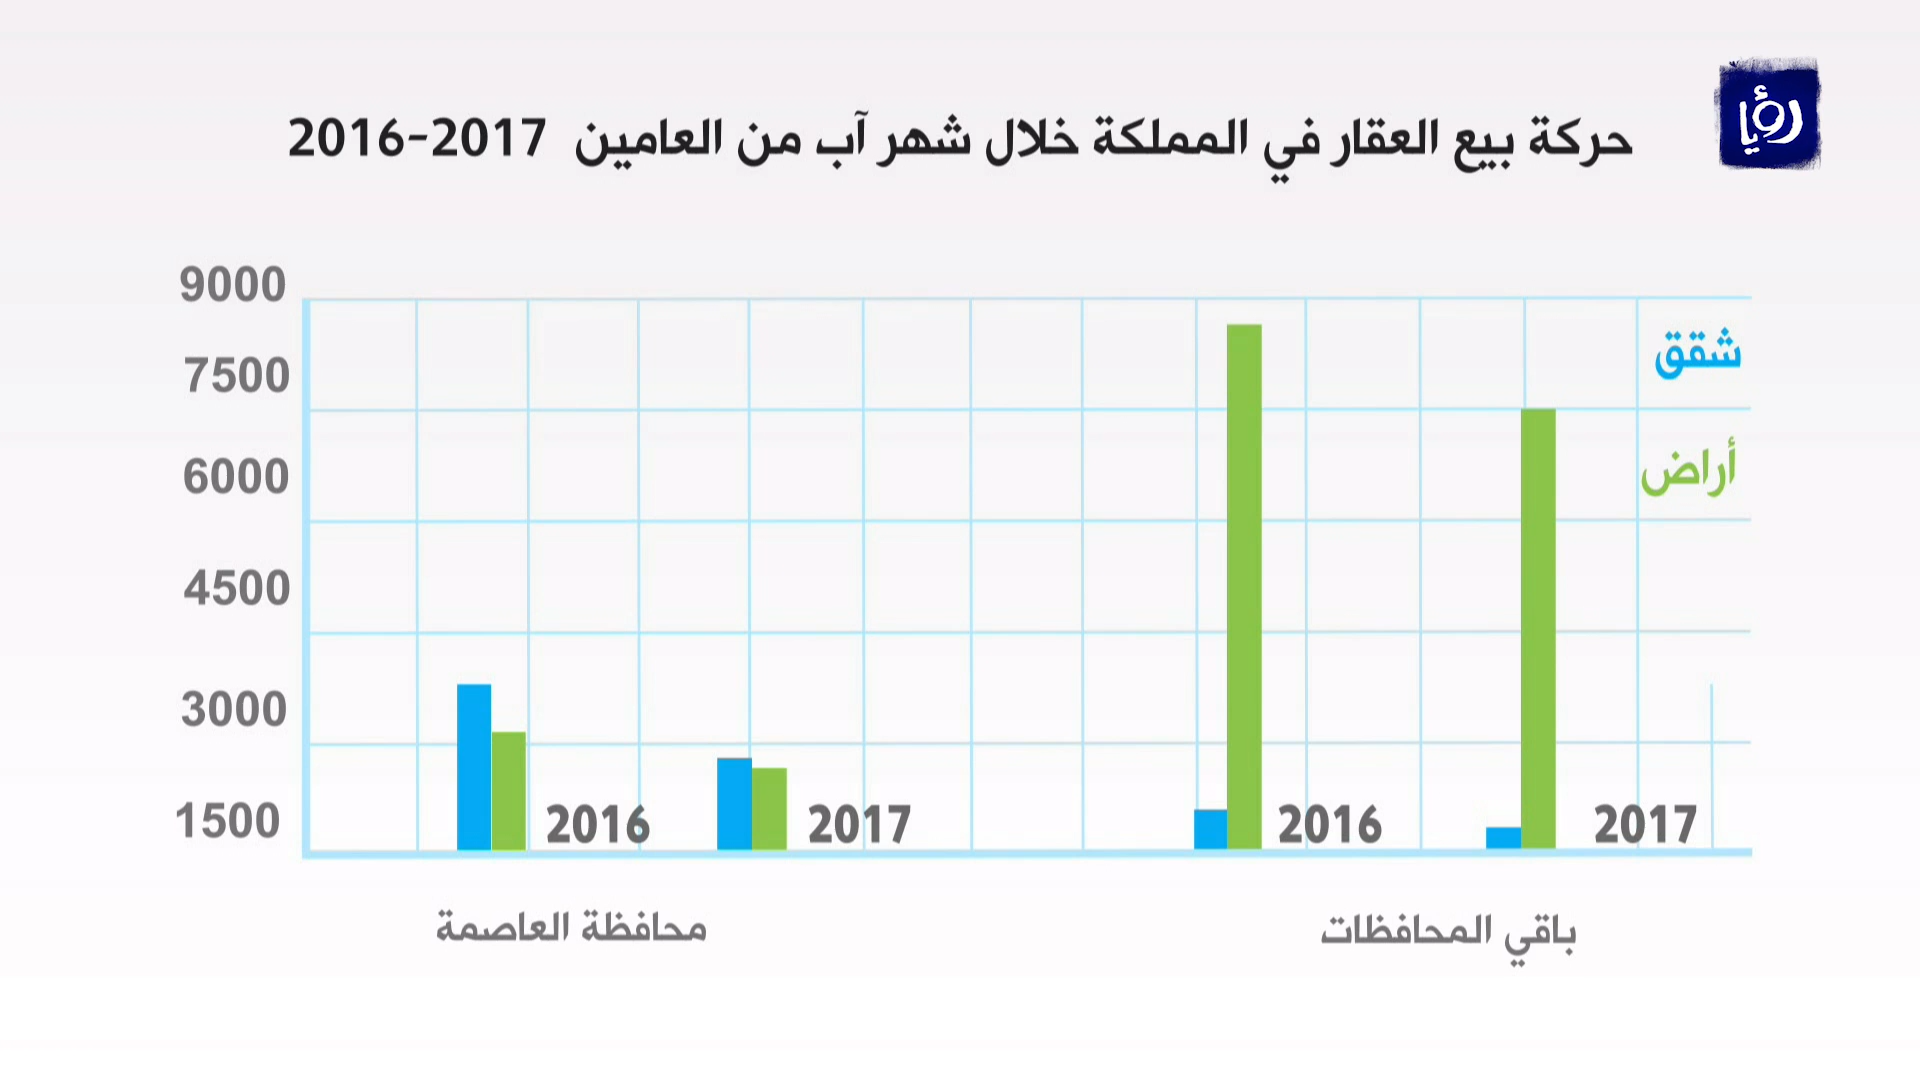 رؤيا
حركة بيع العقار في المملكة خلال شهر آب من العامين 2017-2016
9000
7500
6000
4500
3000
1500
شقق
أراض
2016
2017
2016
2017
محافظة العاصمة
باقي المحافظات